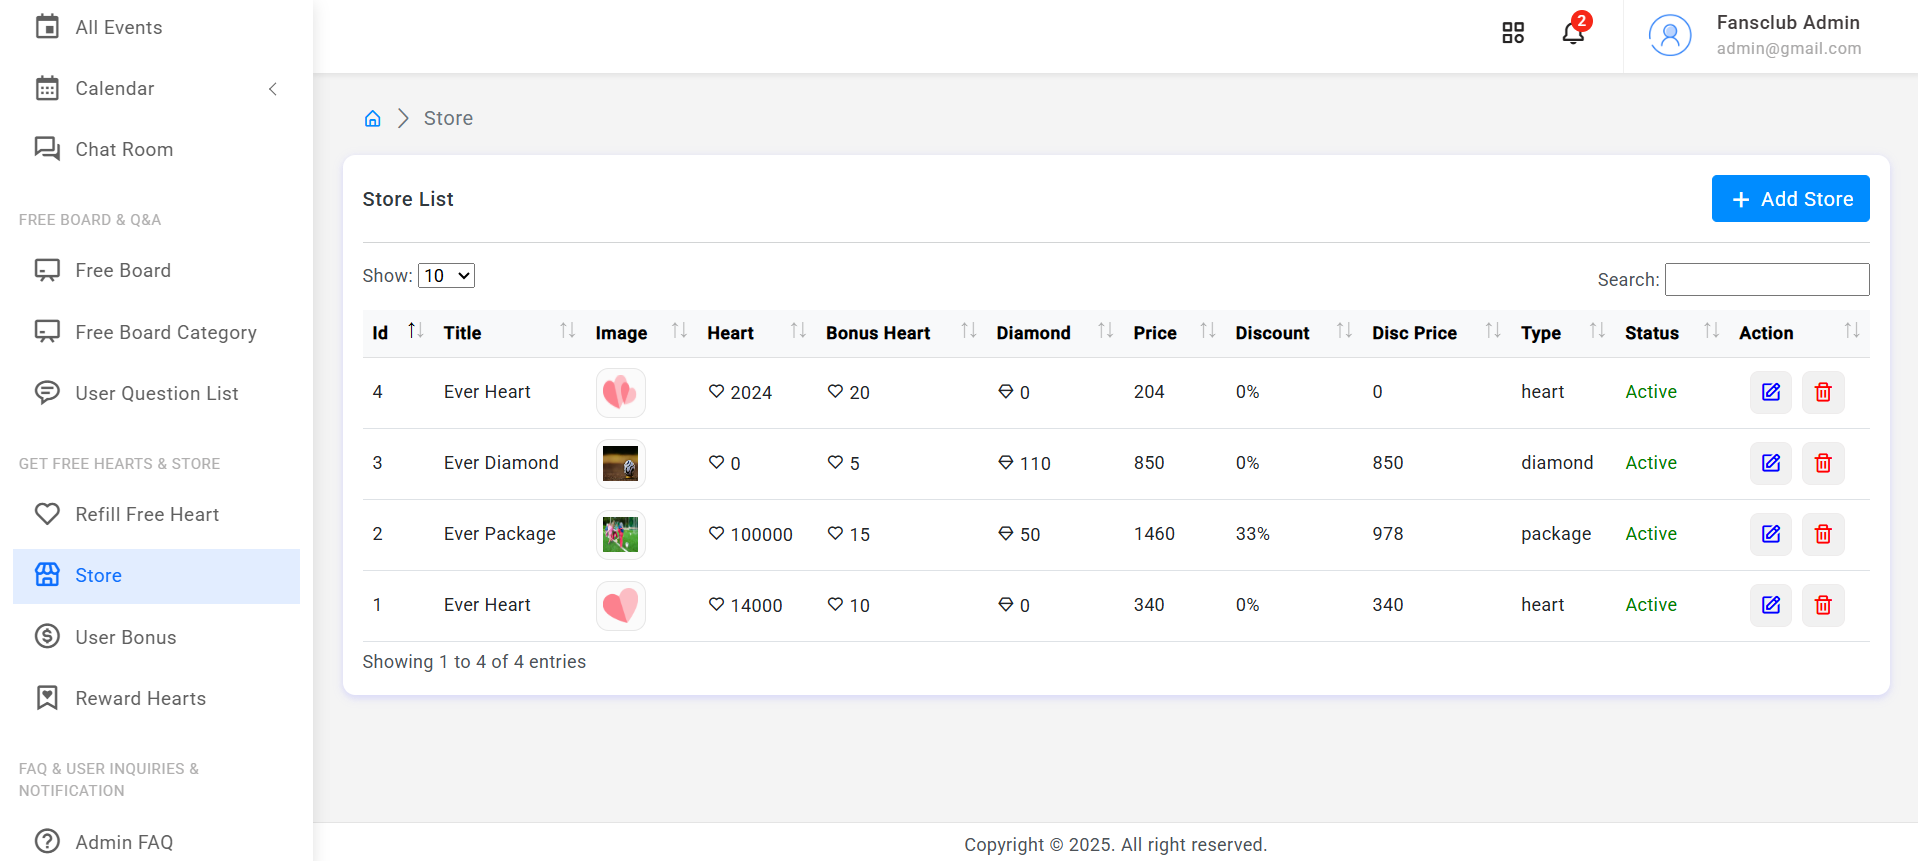 All Events
Calendar
Chat Room
FREE BOARD & Q&A
Free Board
Free Board Category
User Question List
GET FREE HEARTS & STORE
Refill Free Heart
Store
User Bonus
Reward Hearts
FAQ & USER INQUIRIES &
NOTIFICATION
Admin FAQ
2
Fansclub Admin
admin@gmail.com
Store
Store List
+ Add Store
Show: 10
Search:
Id Title Image Heart Bonus Heart Diamond Price Discount Disc Price Type Status Action
4 Ever Heart 2024 20 0 204 0% 0 heart Active
3 Ever Diamond 0 5 110 850 0% 850 diamond Active
2 Ever Package 100000 15 50 1460 33% 978 package Active
1 Ever Heart 14000 10 0 340 0% 340 heart Active
Showing 1 to 4 of 4 entries
Copyright © 2025. All right reserved.